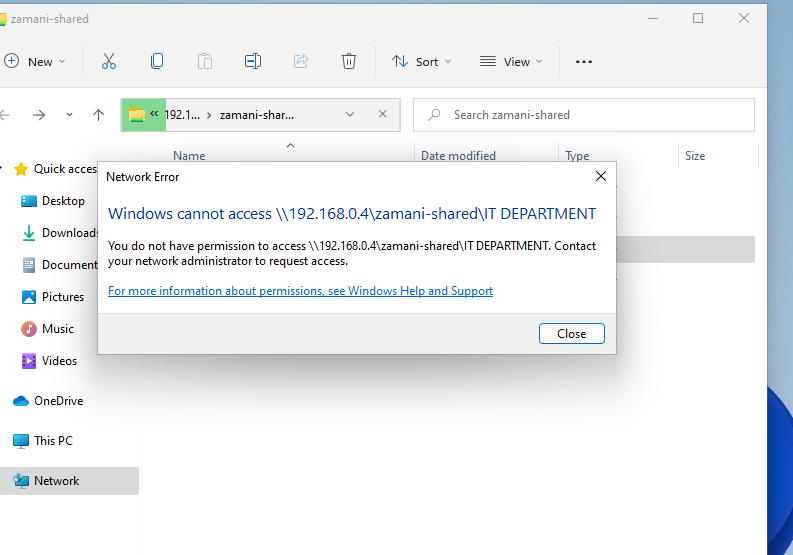 zamani-shared
New
Sort
View
« 192.1... › zamani-shar...
Search zamani-shared
Name
Date modified
Type
Size
Quick acces
Desktop
Downloads
Document
Pictures
Music
Videos
OneDrive
This PC
Network
Network Error
Windows cannot access \\192.168.0.4\zamani-shared\IT DEPARTMENT
You do not have permission to access \\192.168.0.4\zamani-shared\IT DEPARTMENT. Contact
your network administrator to request access.
For more information about permissions, see Windows Help and Support
Close